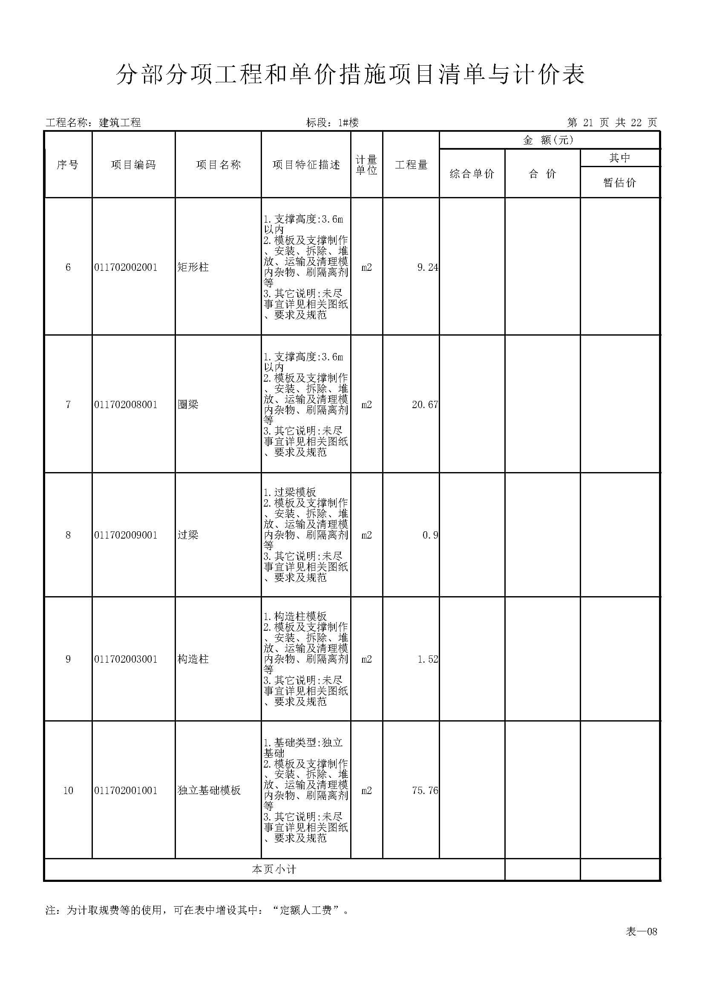 分部分项工程和单价措施项目清单与计价表
工程名称：建筑工程 标段：1#楼 第 21 页 共 22 页
序号 项目编码 项目名称 项目特征描述 计量单位 工程量 金 额(元)
综合单价 合 价 其中
暂估价
6 011702002001 矩形柱
1.支撑高度:3.6m
以内
2.模板及支撑制作
、安装、拆除、堆
放、运输及清理模
内杂物、刷隔离剂
等
3.其它说明:未尽
事宜详见相关图纸
、要求及规范
m2 9.24
7 011702008001 圈梁
1.支撑高度:3.6m
以内
2.模板及支撑制作
、安装、拆除、堆
放、运输及清理模
内杂物、刷隔离剂
等
3.其它说明:未尽
事宜详见相关图纸
、要求及规范
m2 20.67
8 011702009001 过梁
1.过梁模板
2.模板及支撑制作
、安装、拆除、堆
放、运输及清理模
内杂物、刷隔离剂
等
3.其它说明:未尽
事宜详见相关图纸
、要求及规范
m2 0.9
9 011702003001 构造柱
1.构造柱模板
2.模板及支撑制作
、安装、拆除、堆
放、运输及清理模
内杂物、刷隔离剂
等
3.其它说明:未尽
事宜详见相关图纸
、要求及规范
m2 1.52
10 011702001001 独立基础模板
1.基础类型:独立
基础
2.模板及支撑制作
、安装、拆除、堆
放、运输及清理模
内杂物、刷隔离剂
等
3.其它说明:未尽
事宜详见相关图纸
、要求及规范
m2 75.76
本页小计
注：为计取规费等的使用，可在表中增设其中：“定额人工费”。
表—08